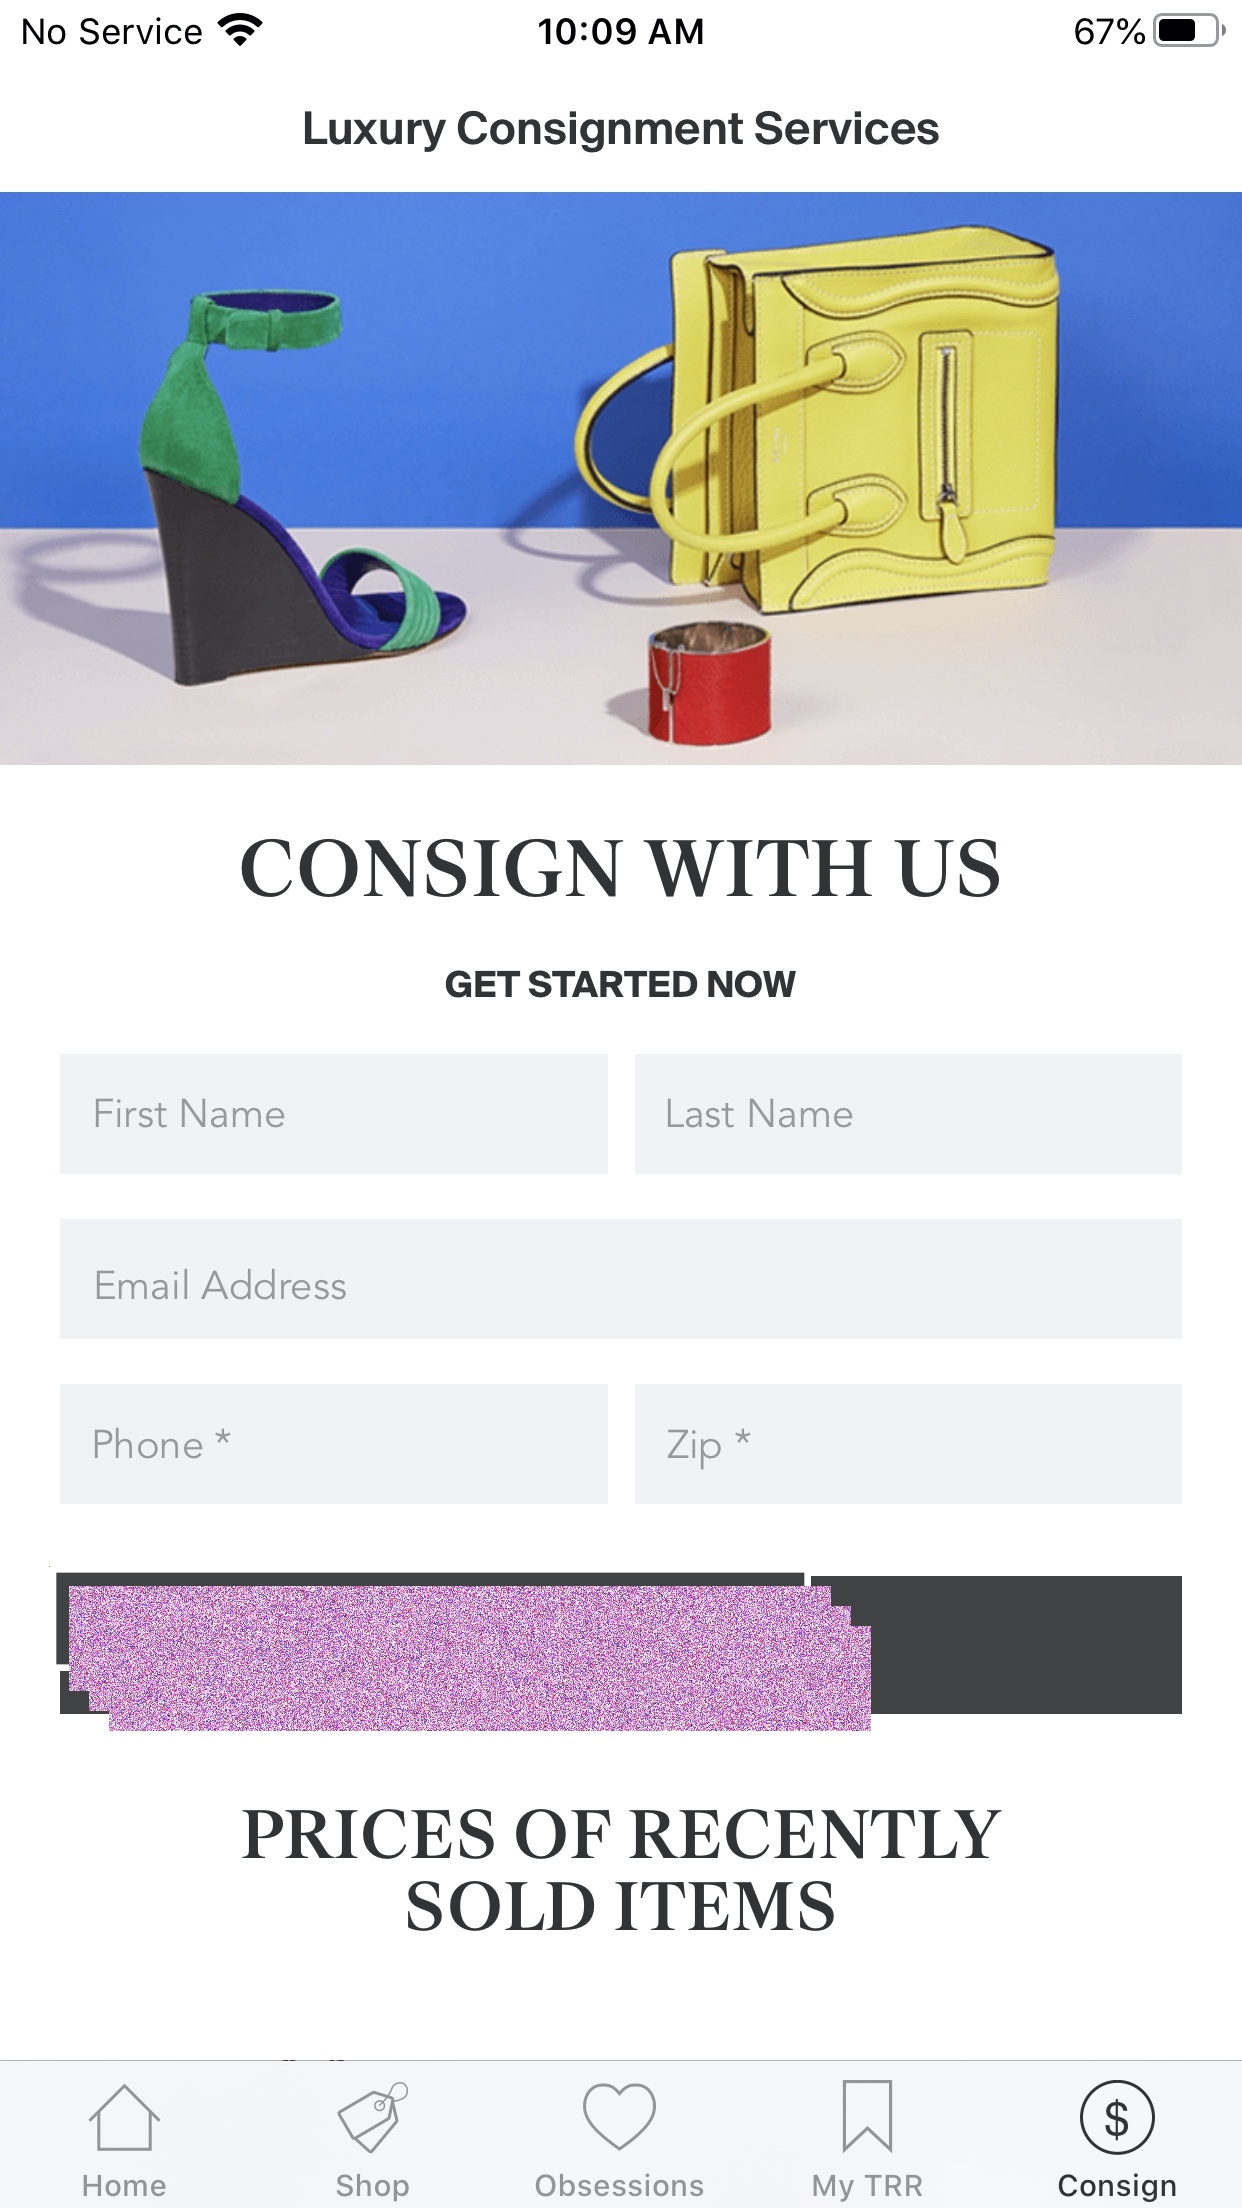 No Service 10:09 AM 67%
Luxury Consignment Services
CONSIGN WITH US
GET STARTED NOW
First Name Last Name
Email Address
Phone * Zip *
PRICES OF RECENTLY
SOLD ITEMS
Home Shop Obsessions My TRR Consign